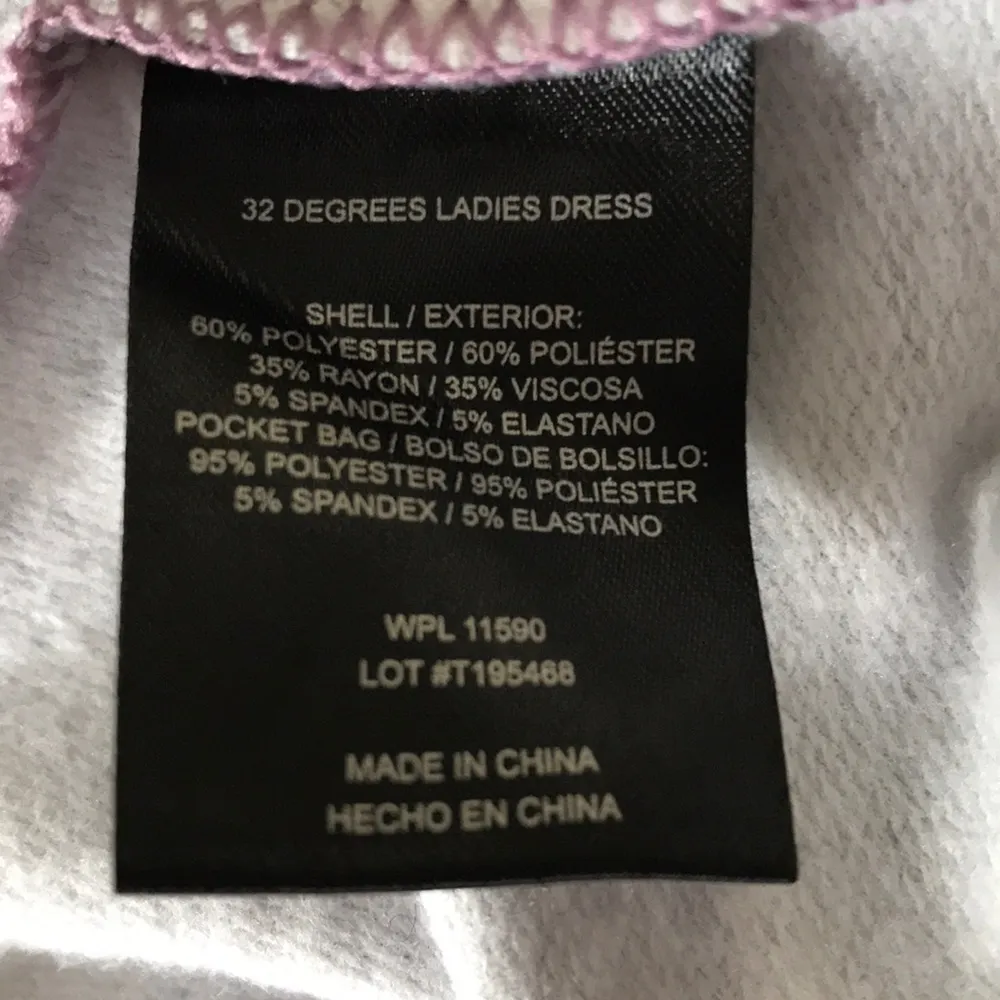 32 DEGREES LADIES DRESS
SHELL / EXTERIOR:
60% POLYESTER / 60% POLIÉSTER
35% RAYON / 35% VISCOSA
5% SPANDEX / 5% ELASTANO
POCKET BAG / BOLSO DE BOLSILLO:
95% POLYESTER / 95% POLIÉSTER
5% SPANDEX / 5% ELASTANO
WPL 11590
LOT #T195468
MADE IN CHINA
HECHO EN CHINA